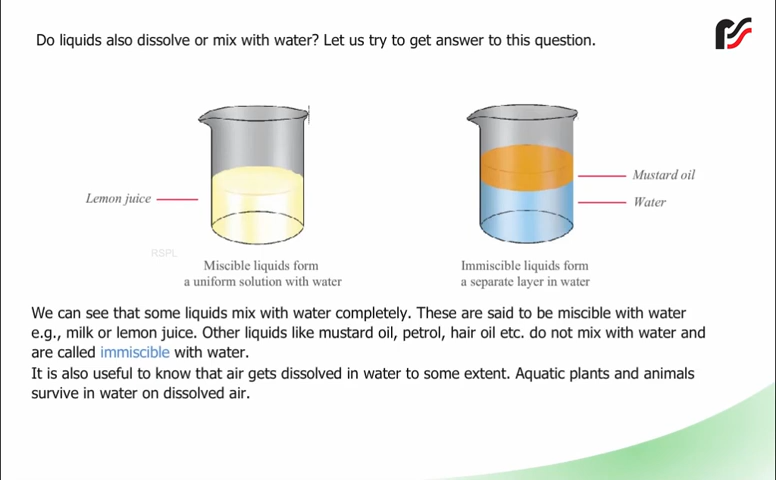 Do liquids also dissolve or mix with water? Let us try to get answer to this question.
Lemon juice
Mustard oil
Water
RSPL
Miscible liquids form
a uniform solution with water
Immiscible liquids form
a separate layer in water
We can see that some liquids mix with water completely. These are said to be miscible with water
e.g., milk or lemon juice. Other liquids like mustard oil, petrol, hair oil etc. do not mix with water and
are called immiscible with water.
It is also useful to know that air gets dissolved in water to some extent. Aquatic plants and animals
survive in water on dissolved air.